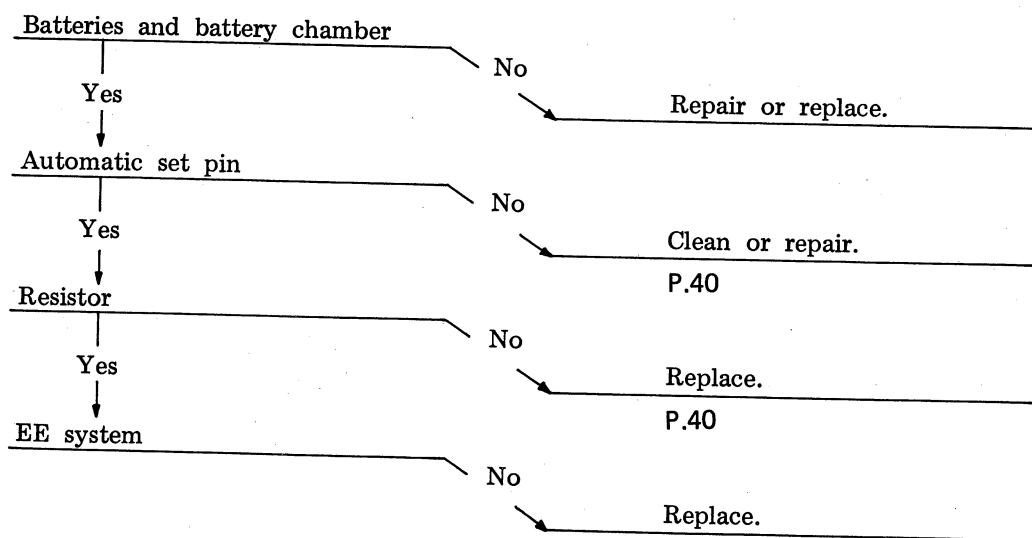 Batteries and battery chamber
No
Yes
Repair or replace.
Automatic set pin
No
Yes
Clean or repair.
P.40
Resistor
No
Yes
Replace.
P.40
EE system
No
Replace.